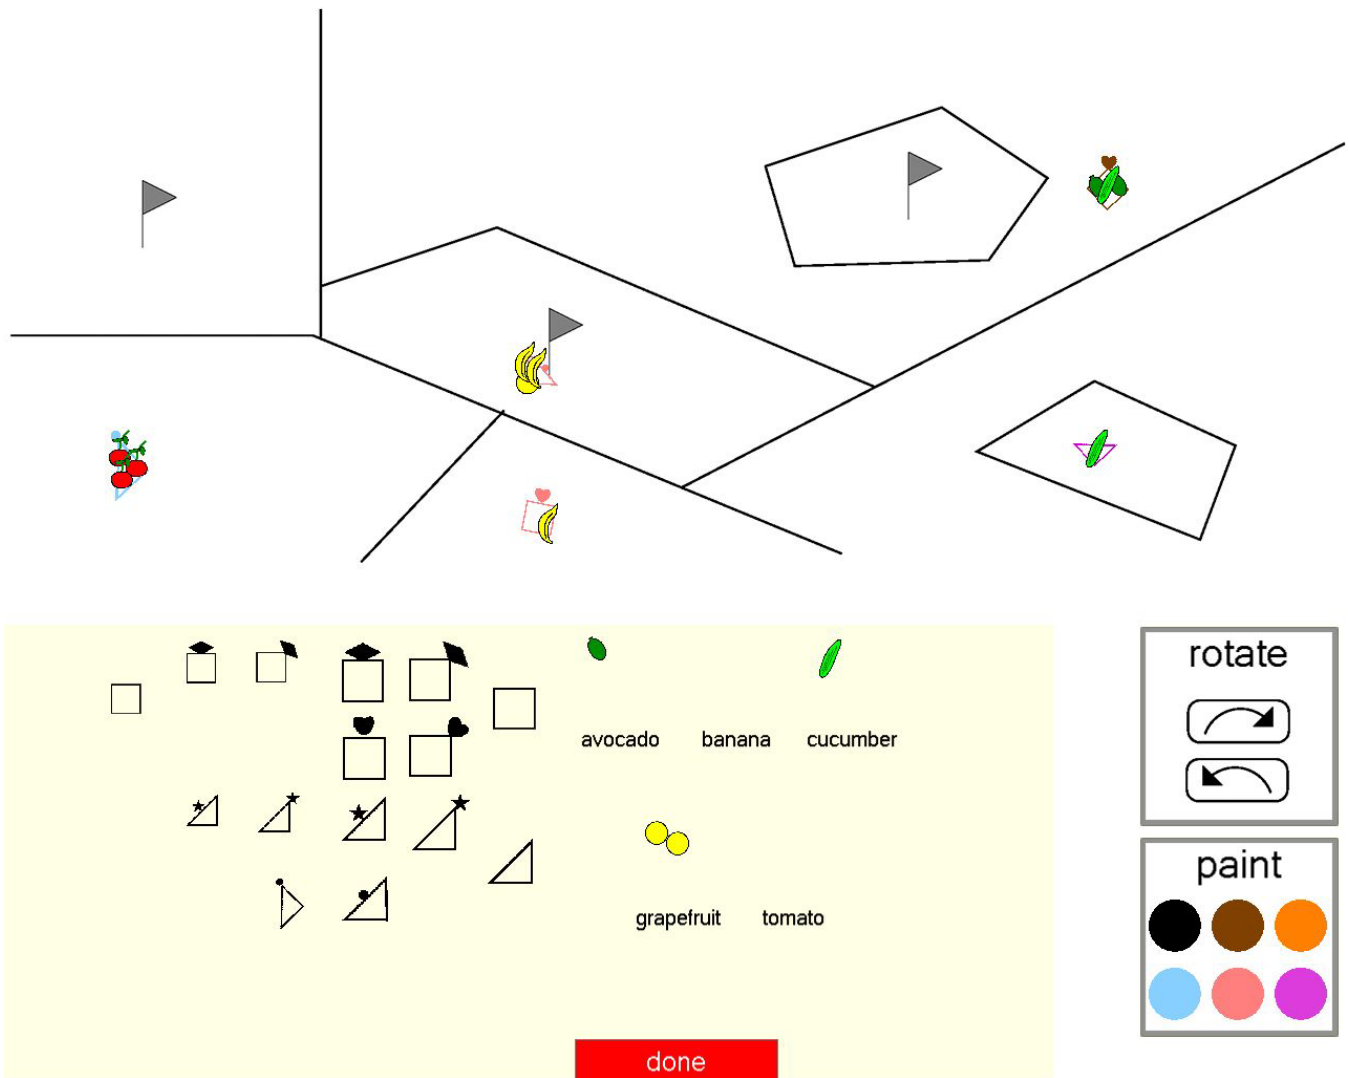 rotate
avocado banana cucumber
paint
grapefruit tomato
done